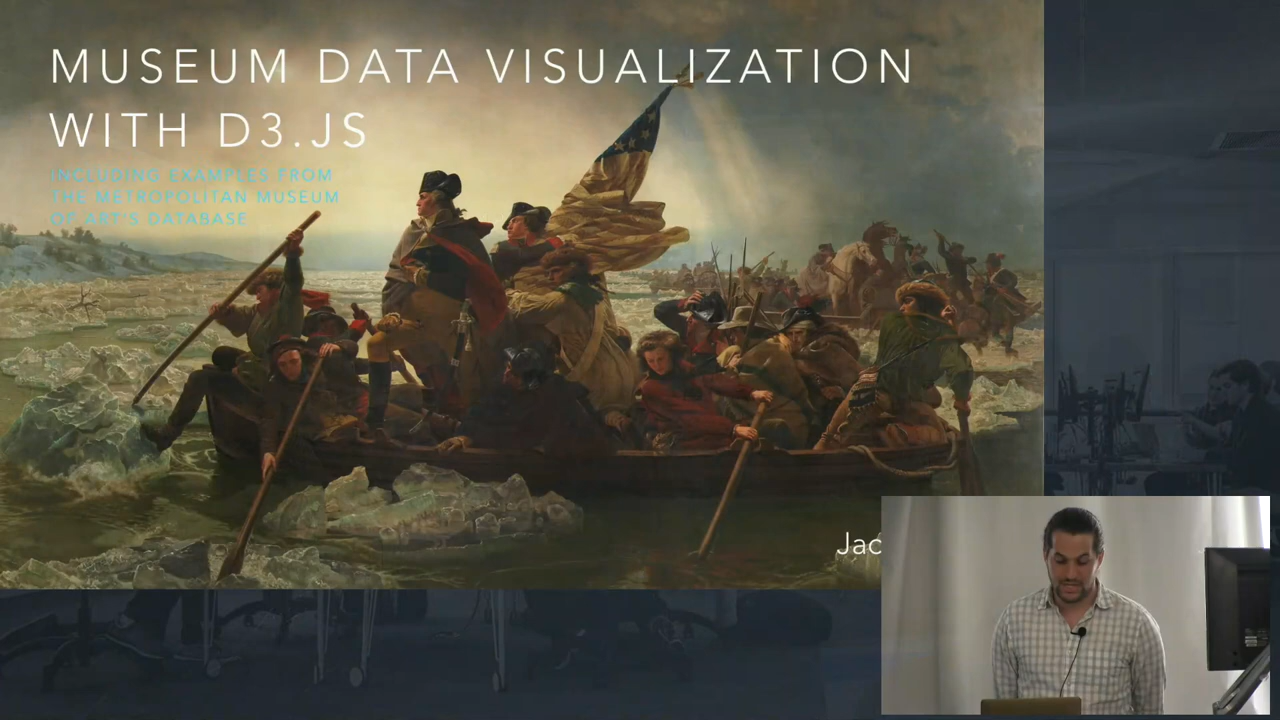 MUSEUM DATA VISUALIZATION
WITH D3.JS
INCLUDING EXAMPLES FROM
THE METROPOLITAN MUSEUM
OF ART'S DATABASE
Jac